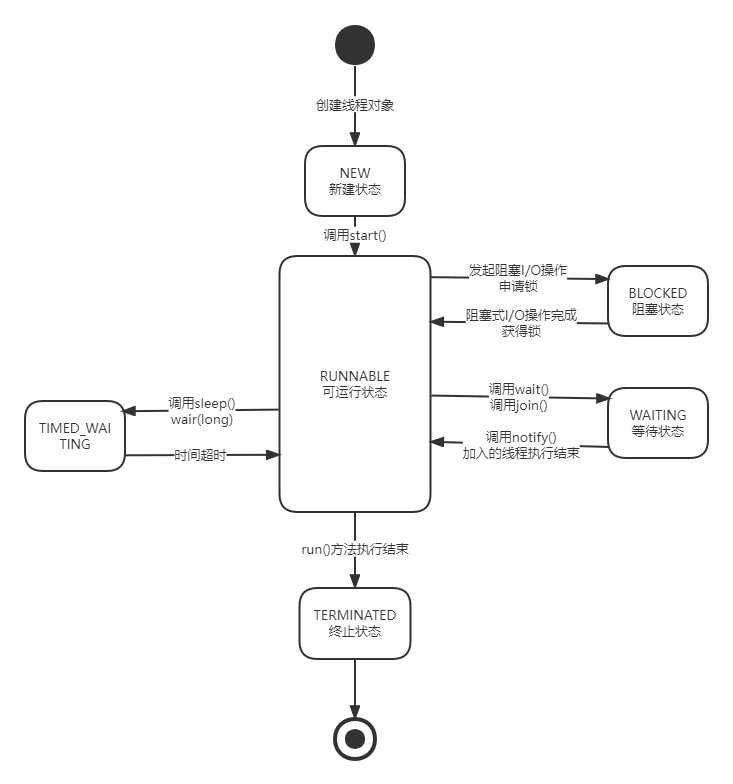 创建线程对象
NEW
新建状态
调用start()
发起阻塞I/O操作
申请锁
BLOCKED
阻塞状态
阻塞式I/O操作完成
获得锁
RUNNABLE
可运行状态
调用wait()
调用join()
WAITING
等待状态
调用notify()
加入的线程执行结束
调用sleep()
wair(long)
TIMED_WAI
TING
时间超时
run()方法执行结束
TERMINATED
终止状态